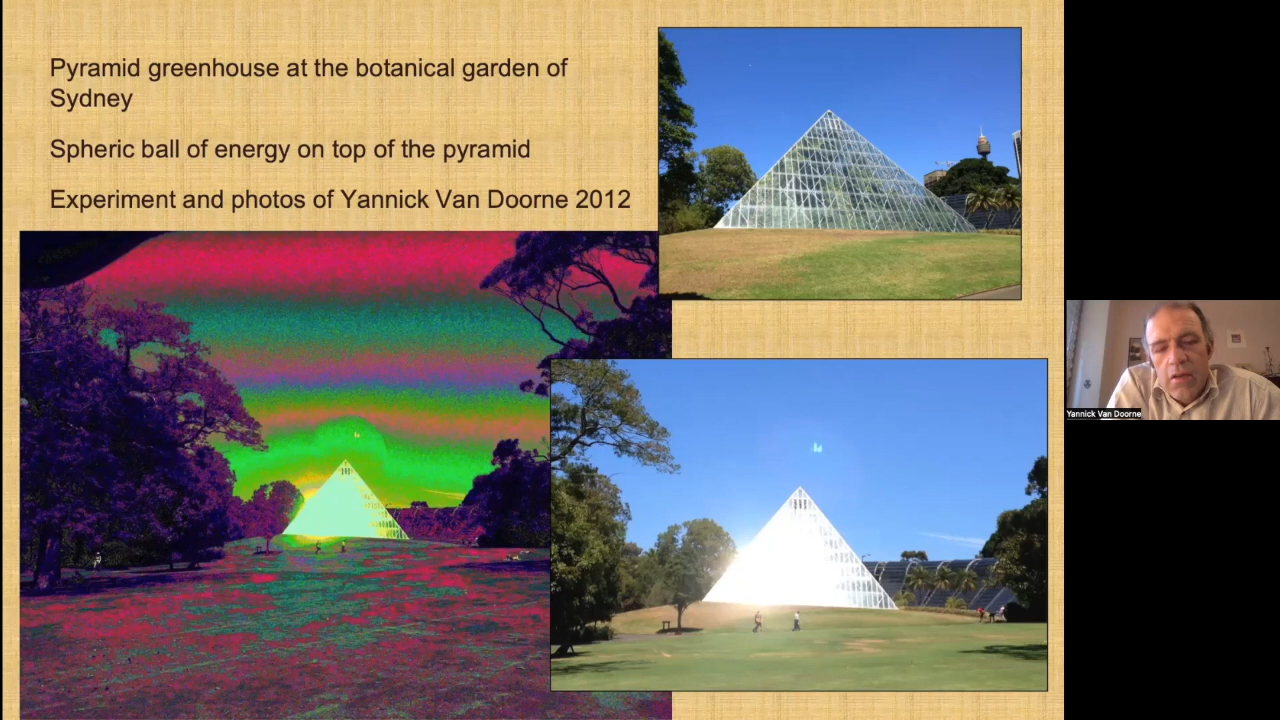 Pyramid greenhouse at the botanical garden of
Sydney
Spheric ball of energy on top of the pyramid
Experiment and photos of Yannick Van Doorne 2012
Yannick Van Doorne